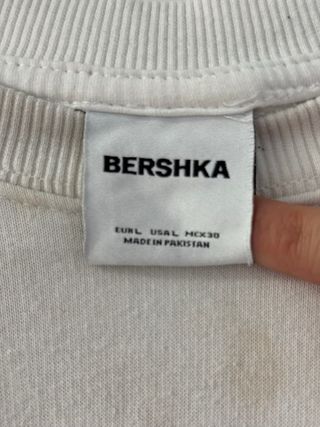 BERSHKA
EUR L USA L MEX 30
MADE IN PAKISTAN